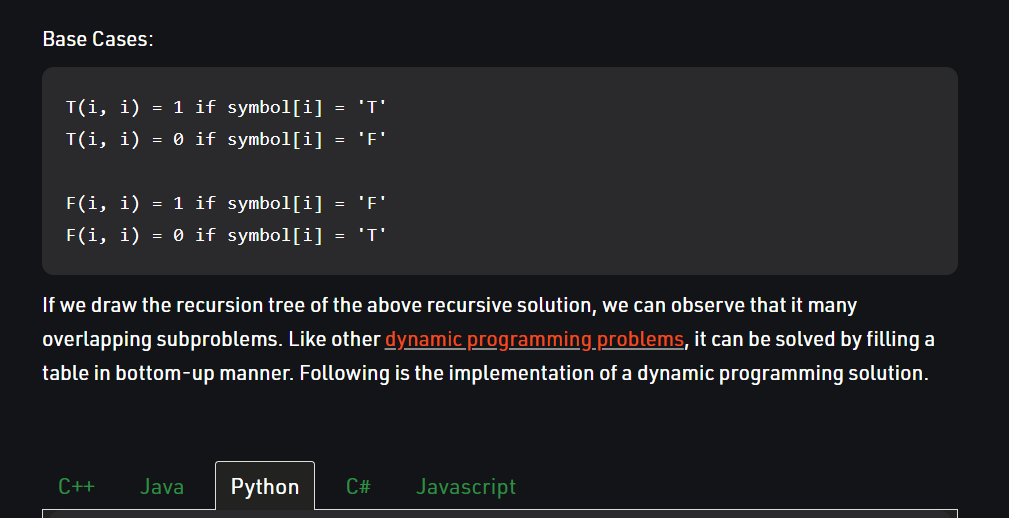 Base Cases:
T(i, i) = 1 if symbol[i] = 'T'
T(i, i) = 0 if symbol[i] = 'F'
F(i, i) = 1 if symbol[i] = 'F'
F(i, i) = 0 if symbol[i] = 'T'
If we draw the recursion tree of the above recursive solution, we can observe that it many
overlapping subproblems. Like other dynamic programming problems, it can be solved by filling a
table in bottom-up manner. Following is the implementation of a dynamic programming solution.
C++ Java Python C# Javascript